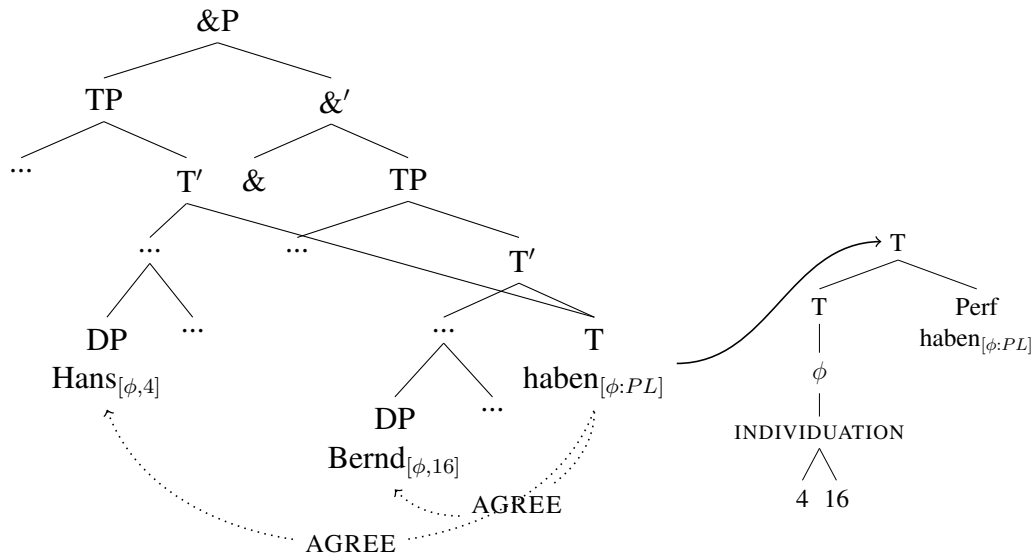 &P
TP &′
... T′ & TP
... ... T′ T
DP ... ... T T Perf
Hans[ϕ,4] haben[ϕ:PL] ϕ haben[ϕ:PL]
DP ... INDIVIDUATION
Bernd[ϕ,16] 4 16
AGREE
AGREE